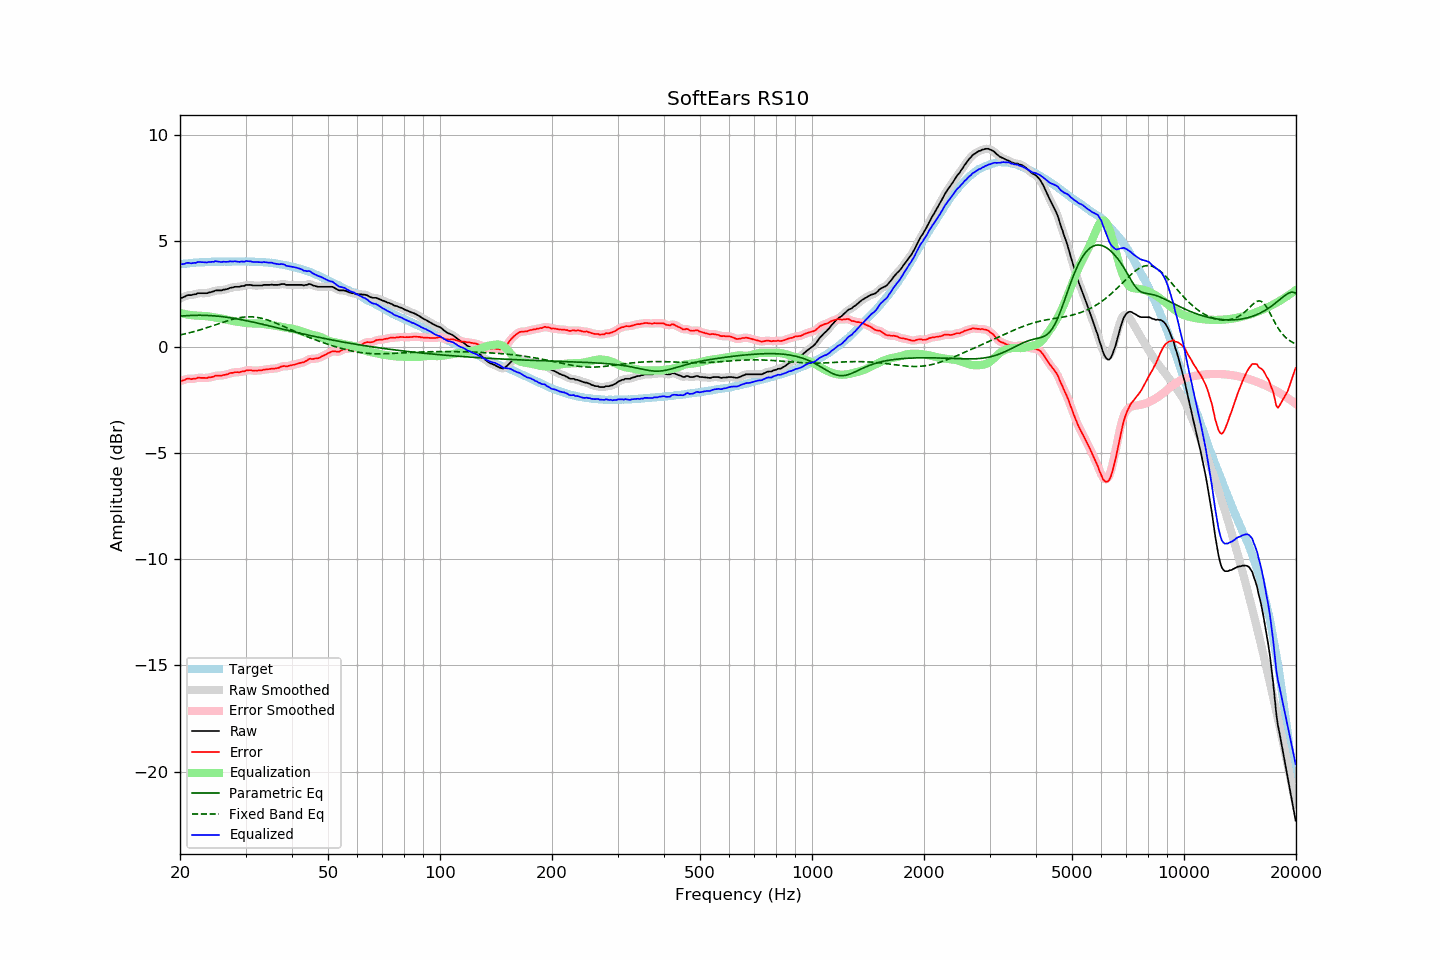 SoftEars RS10
Amplitude (dBr)
10
5
0
−5
−10
−15
−20
Target
Raw Smoothed
Error Smoothed
Raw
Error
Equalization
Parametric Eq
Fixed Band Eq
Equalized
20 50 100 200 500 1000 2000 5000 10000 20000
Frequency (Hz)